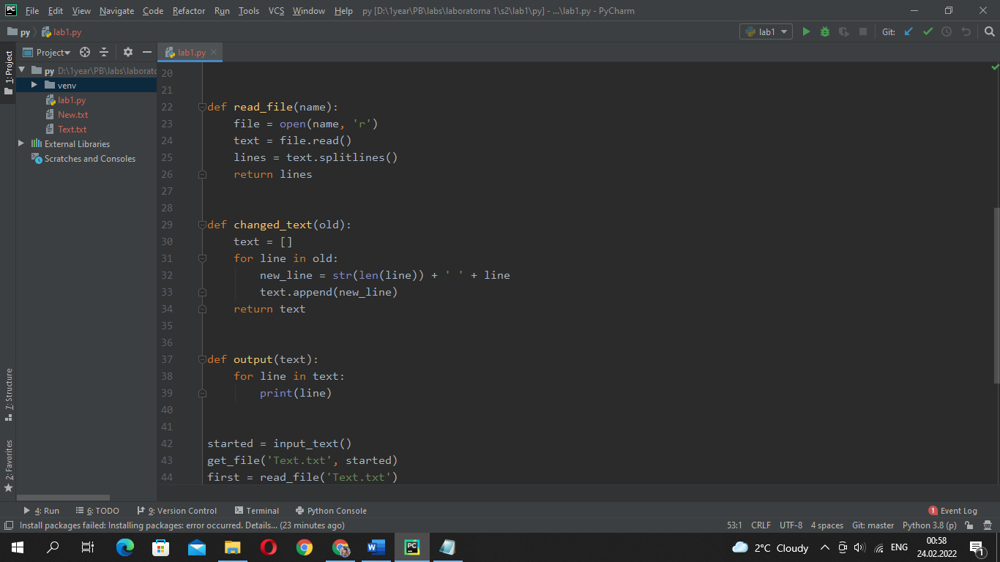 PC File Edit View Navigate Code Refactor Run Tools VCS Window Help py [D:\1year\PB\labs\laboratorna 1\s2\lab1\py] - ...\lab1.py - PyCharm
py lab1.py lab1 Git:
1: Project
Project lab1.py
py D:\1year\PB\labs\laborato
venv
lab1.py
New.txt
Text.txt
External Libraries
Scratches and Consoles
20
21
22 def read_file(name):
23     file = open(name, 'r')
24     text = file.read()
25     lines = text.splitlines()
26     return lines
27
28
29 def changed_text(old):
30     text = []
31     for line in old:
32         new_line = str(len(line)) + ' ' + line
33         text.append(new_line)
34     return text
35
36
37 def output(text):
38     for line in text:
39         print(line)
40
41
42 started = input_text()
43 get_file('Text.txt', started)
44 first = read_file('Text.txt')
7: Structure
2: Favorites
4: Run 6: TODO 9: Version Control Terminal Python Console 1 Event Log
Install packages failed: Installing packages: error occurred. Details... (23 minutes ago) 53:1 CRLF UTF-8 4 spaces Git: master Python 3.8 (p)
W PC 2°C Cloudy ENG 00:58 1
24.02.2022